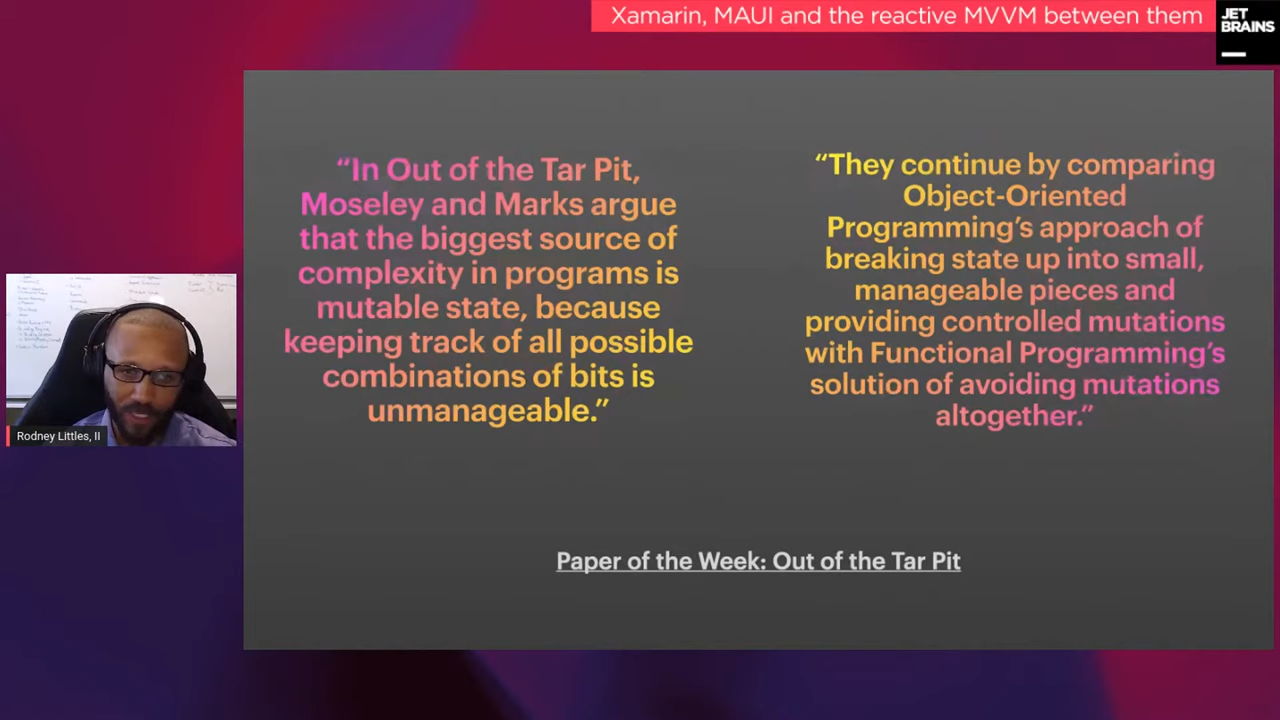 Xamarin, MAUI and the reactive MVVM between them
JET
BRAINS
“In Out of the Tar Pit,
Moseley and Marks argue
that the biggest source of
complexity in programs is
mutable state, because
keeping track of all possible
combinations of bits is
unmanageable.”
“They continue by comparing
Object-Oriented
Programming’s approach of
breaking state up into small,
manageable pieces and
providing controlled mutations
with Functional Programming’s
solution of avoiding mutations
altogether.”
Paper of the Week: Out of the Tar Pit
Rodney Littles, II